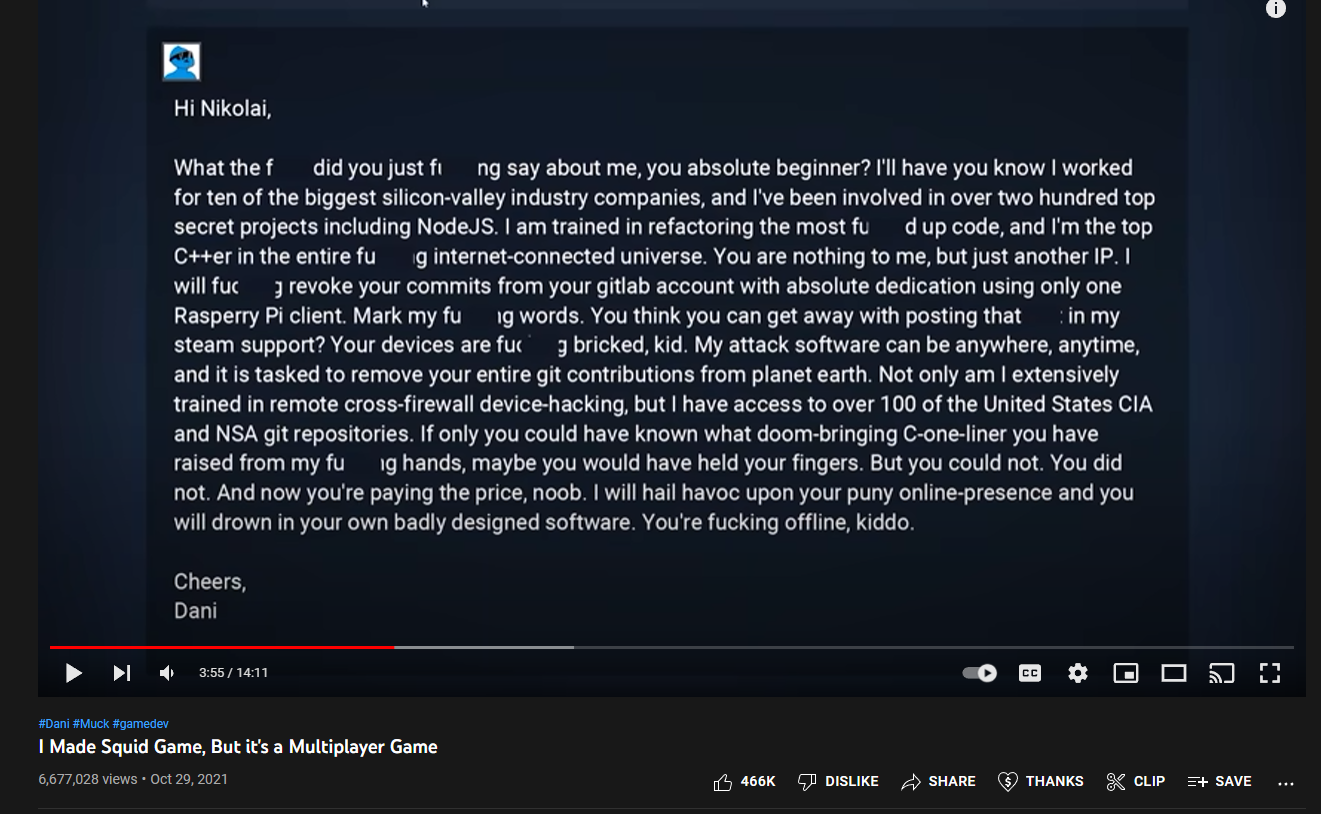 Hi Nikolai,
What the f did you just fu ng say about me, you absolute beginner? I'll have you know I worked
for ten of the biggest silicon-valley industry companies, and I've been involved in over two hundred top
secret projects including NodeJS. I am trained in refactoring the most fu d up code, and I'm the top
C++er in the entire fu g internet-connected universe. You are nothing to me, but just another IP. I
will fuc g revoke your commits from your gitlab account with absolute dedication using only one
Rasperry Pi client. Mark my fu ng words. You think you can get away with posting that in my
steam support? Your devices are fuc g bricked, kid. My attack software can be anywhere, anytime,
and it is tasked to remove your entire git contributions from planet earth. Not only am I extensively
trained in remote cross-firewall device-hacking, but I have access to over 100 of the United States CIA
and NSA git repositories. If only you could have known what doom-bringing C-one-liner you have
raised from my fu ng hands, maybe you would have held your fingers. But you could not. You did
not. And now you're paying the price, noob. I will hail havoc upon your puny online-presence and you
will drown in your own badly designed software. You're fucking offline, kiddo.
Cheers,
Dani
3:55 / 14:11
CC
#Dani #Muck #gamedev
I Made Squid Game, But it's a Multiplayer Game
6,677,028 views • Oct 29, 2021
466K DISLIKE SHARE THANKS CLIP SAVE